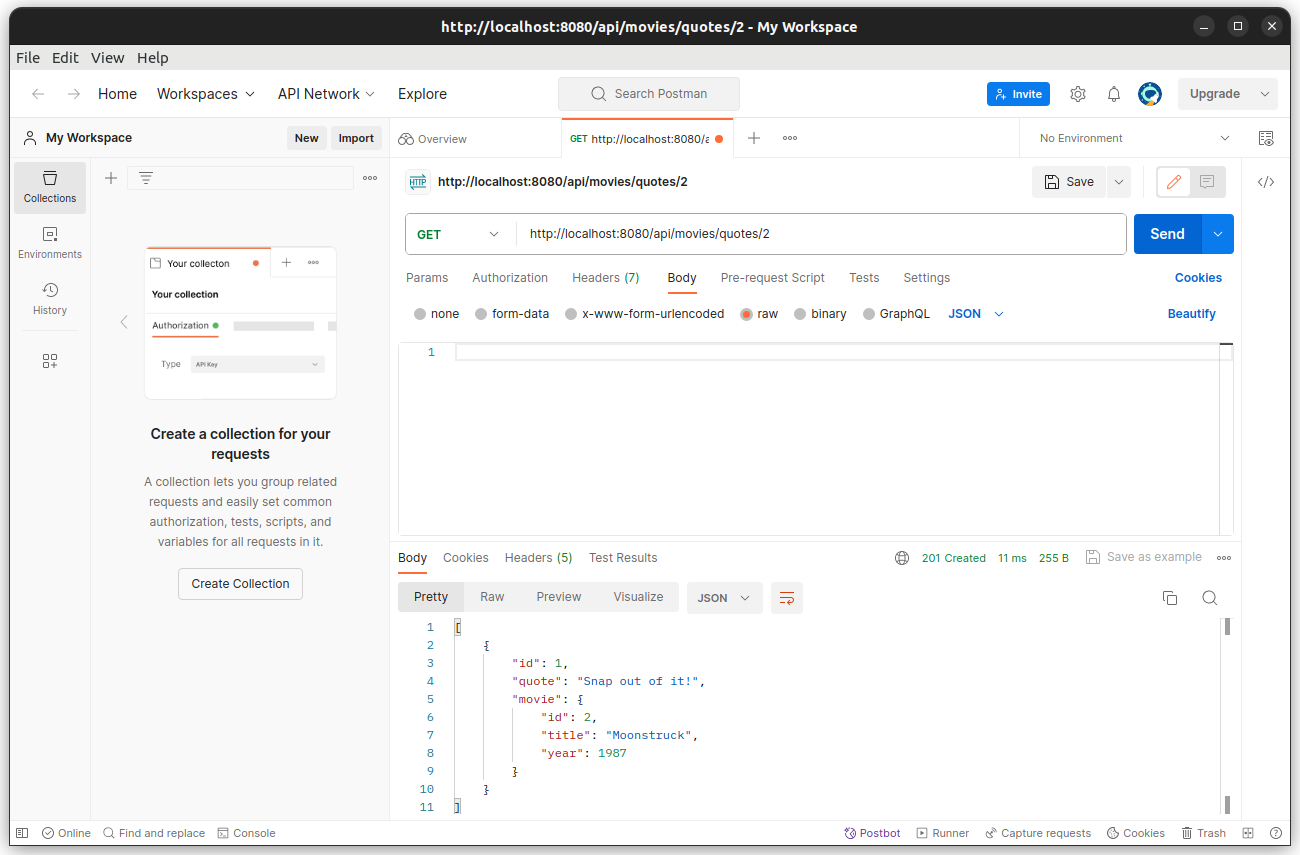 http://localhost:8080/api/movies/quotes/2 - My Workspace
File Edit View Help
Home Workspaces API Network Explore Search Postman Invite Upgrade
My Workspace New Import Overview GET http://localhost:8080/a No Environment
HTTP http://localhost:8080/api/movies/quotes/2 Save
Collections
Environments
History
Your collecton
Your collection
Authorization
Type API Key
Create a collection for your
requests
A collection lets you group related
requests and easily set common
authorization, tests, scripts, and
variables for all requests in it.
Create Collection
GET http://localhost:8080/api/movies/quotes/2 Send
Params Authorization Headers (7) Body Pre-request Script Tests Settings Cookies
none form-data x-www-form-urlencoded raw binary GraphQL JSON Beautify
1
Body Cookies Headers (5) Test Results 201 Created 11 ms 255 B Save as example
Pretty Raw Preview Visualize JSON
1 [
2 {
3 "id": 1,
4 "quote": "Snap out of it!",
5 "movie": {
6 "id": 2,
7 "title": "Moonstruck",
8 "year": 1987
9 }
10 }
11 ]
Online Find and replace Console Postbot Runner Capture requests Cookies Trash